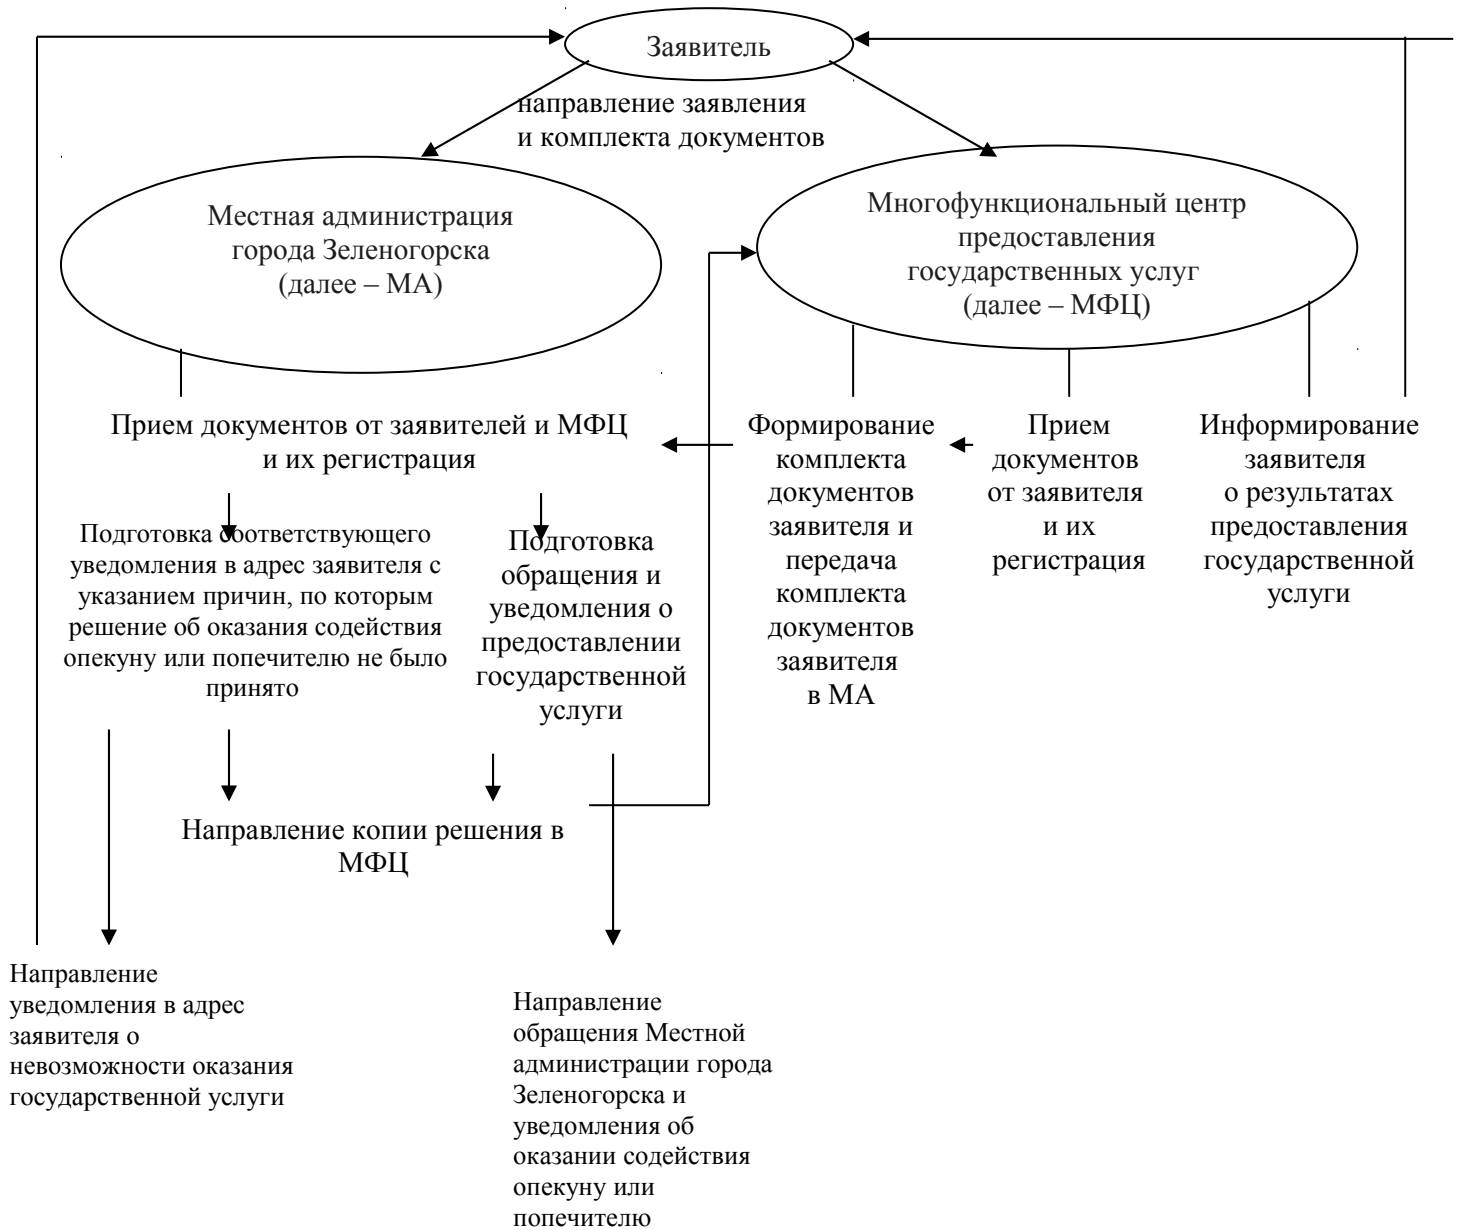 Заявитель
направление заявления
и комплекта документов
Местная администрация
города Зеленогорска
(далее – МА)
Многофункциональный центр
предоставления
государственных услуг
(далее – МФЦ)
Прием документов от заявителей и МФЦ
и их регистрация
Формирование
комплекта
документов
заявителя и
передача
комплекта
документов
заявителя
в МА
Прием
документов
от заявителя
и их
регистрация
Информирование
заявителя
о результатах
предоставления
государственной
услуги
Подготовка соответствующего
уведомления в адрес заявителя с
указанием причин, по которым
решение об оказания содействия
опекуну или попечителю не было
принято
Подготовка
обращения и
уведомления о
предоставлении
государственной
услуги
Направление копии решения в
МФЦ
Направление
уведомления в адрес
заявителя о
невозможности оказания
государственной услуги
Направление
обращения Местной
администрации города
Зеленогорска и
уведомления об
оказании содействия
опекуну или
попечителю